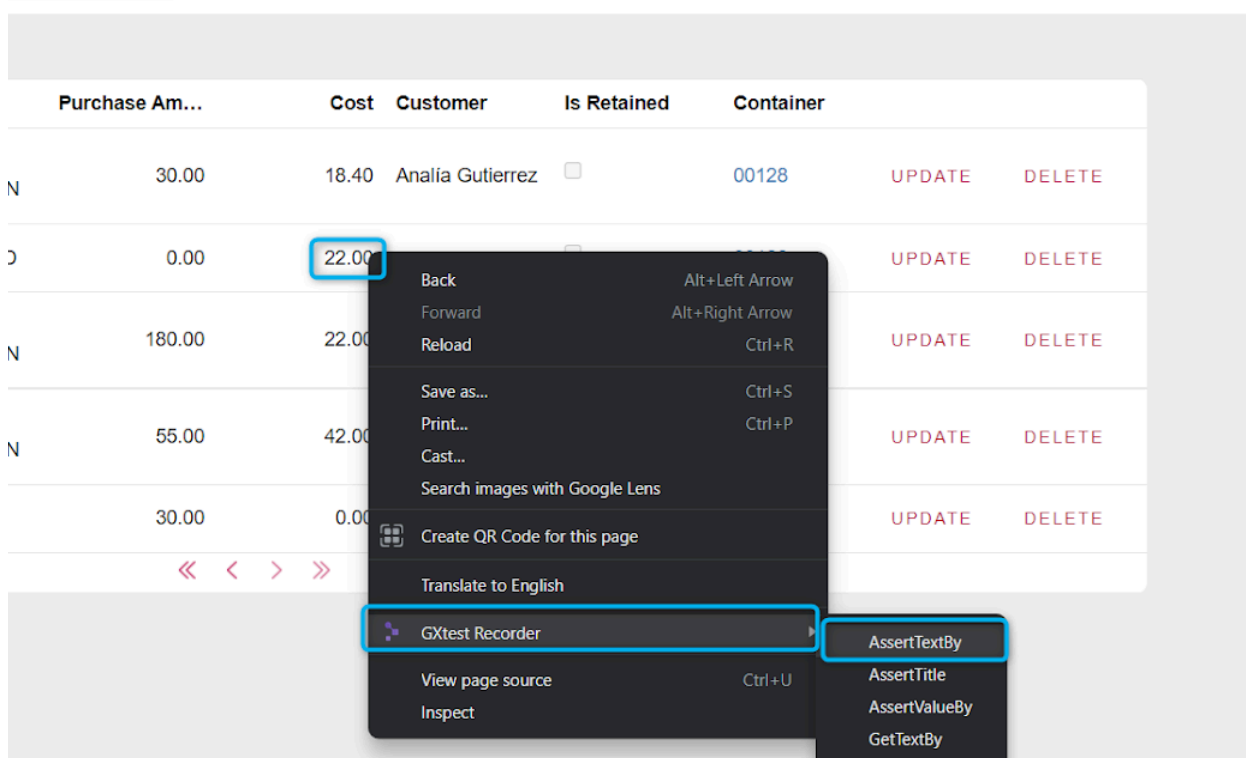 Purchase Am... Cost Customer Is Retained Container
N 30.00 18.40 Analía Gutierrez 00128 UPDATE DELETE
0.00 22.00 UPDATE DELETE
N 180.00 22.00 UPDATE DELETE
N 55.00 42.00 UPDATE DELETE
30.00 0.00 UPDATE DELETE
Back Alt+Left Arrow
Forward Alt+Right Arrow
Reload Ctrl+R
Save as... Ctrl+S
Print... Ctrl+P
Cast...
Search images with Google Lens
Create QR Code for this page
Translate to English
GXtest Recorder
View page source Ctrl+U
Inspect
AssertTextBy
AssertTitle
AssertValueBy
GetTextBy